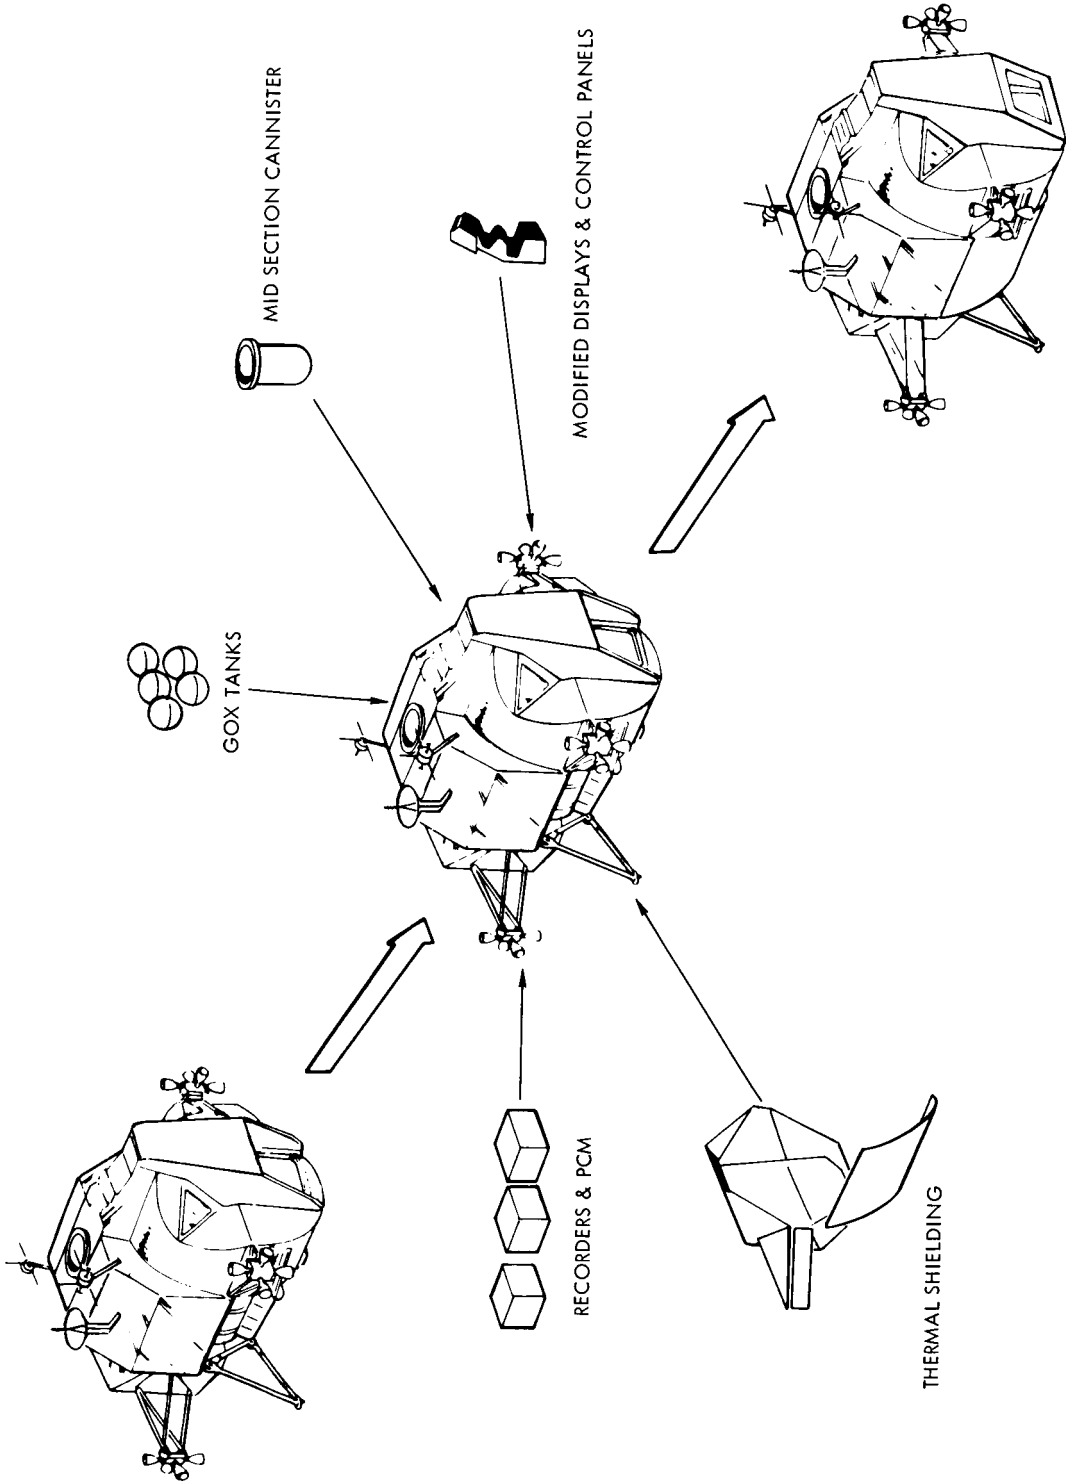 MID SECTION CANNISTER
GOX TANKS
MODIFIED DISPLAYS & CONTROL PANELS
RECORDERS & PCM
THERMAL SHIELDING